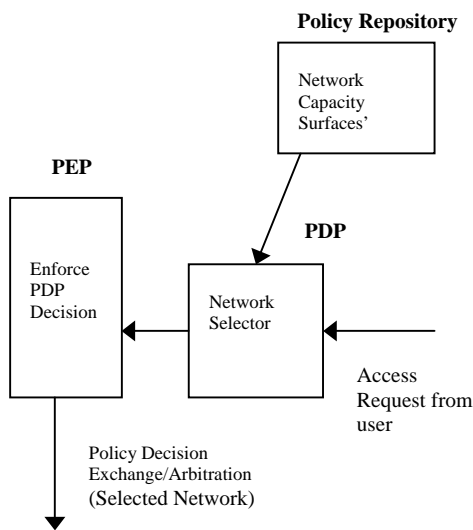 Policy Repository
Network
Capacity
Surfaces’
PEP
PDP
Enforce
PDP
Decision
Network
Selector
Access
Request from
user
Policy Decision
Exchange/Arbitration
(Selected Network)